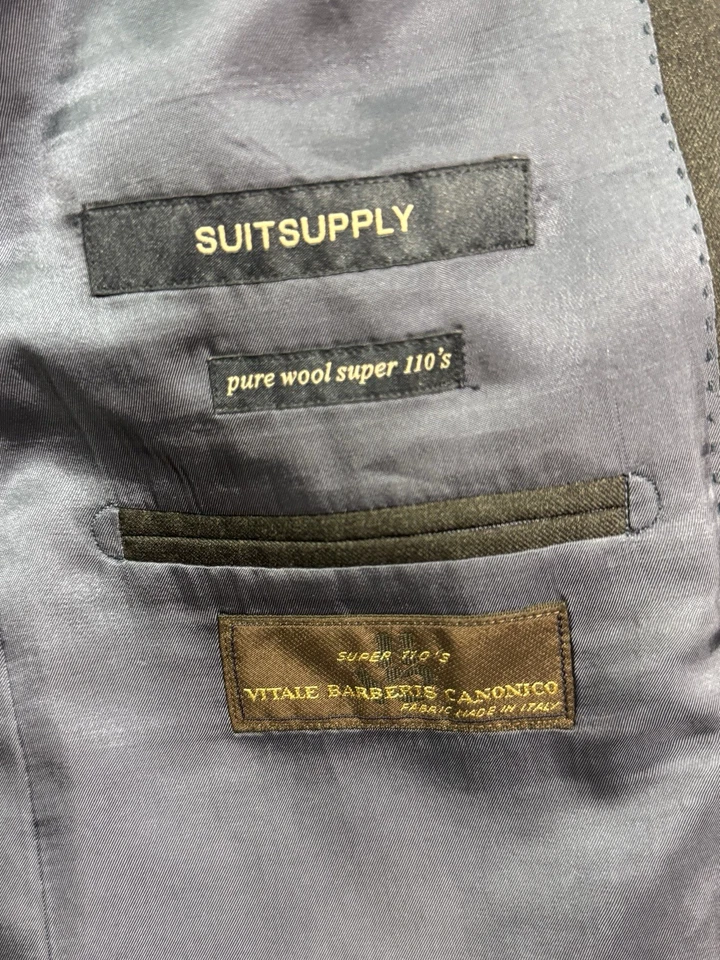 SUITSUPPLY
pure wool super 110's
SUPER 110'S
VITALE BARBERIS CANONICO
FABRIC MADE IN ITALY